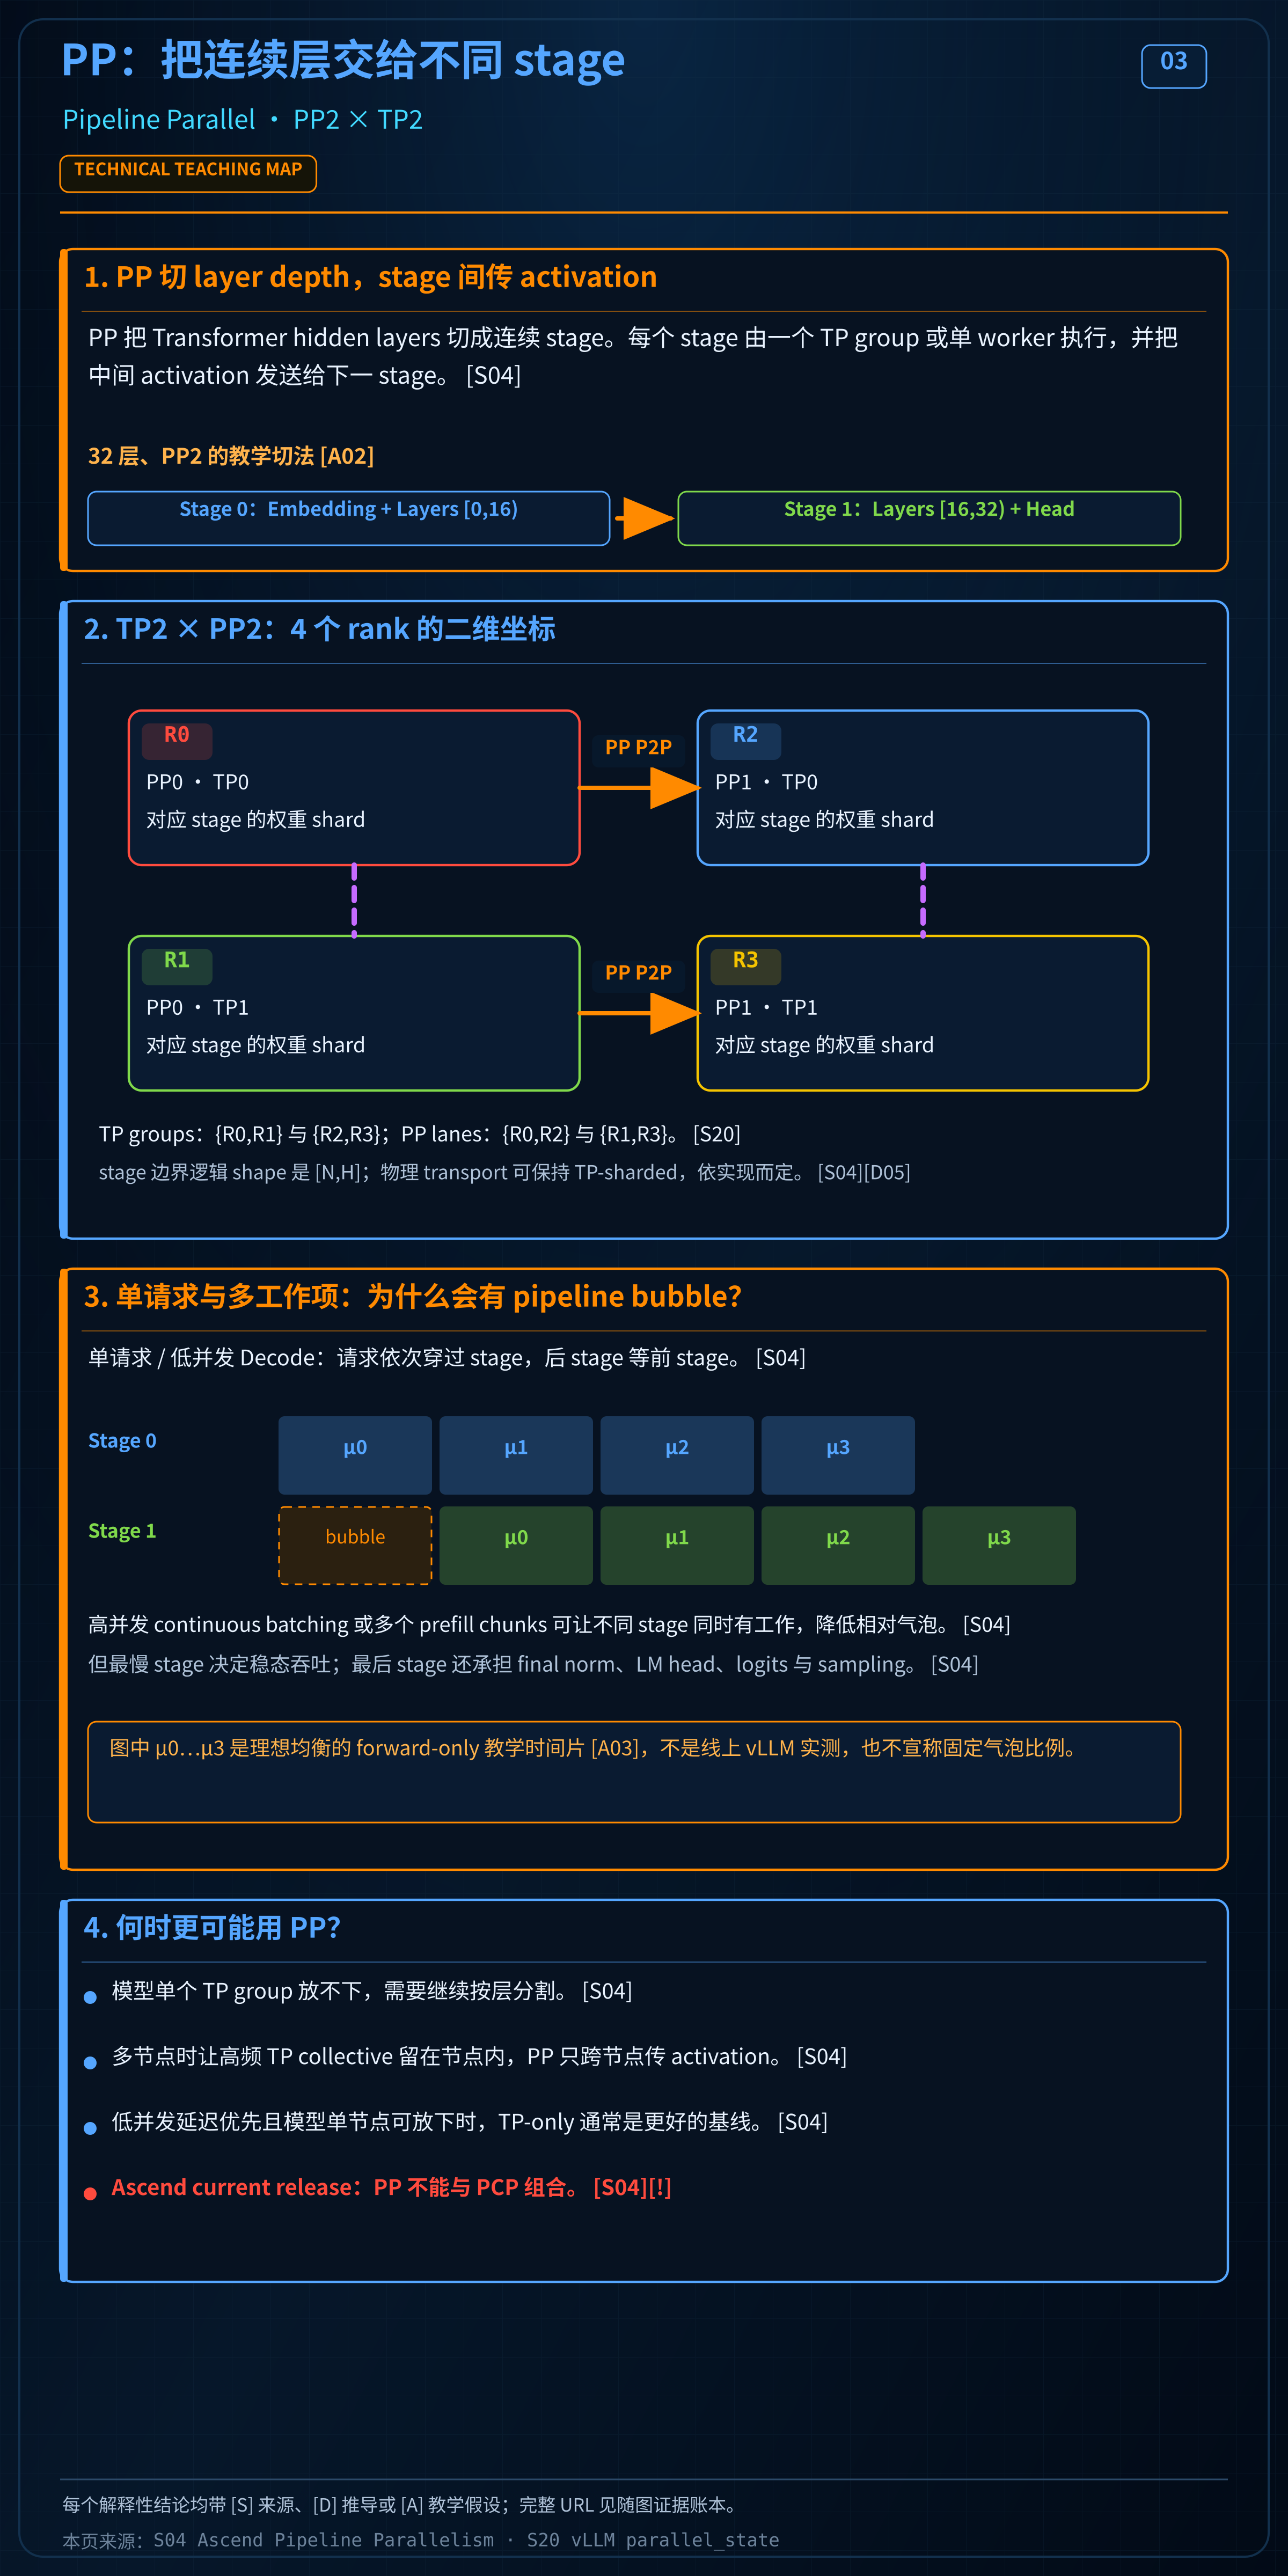 PP：把连续层交给不同 stage
03
Pipeline Parallel · PP2 × TP2
TECHNICAL TEACHING MAP
1. PP 切 layer depth，stage 间传 activation
PP 把 Transformer hidden layers 切成连续 stage。每个 stage 由一个 TP group 或单 worker 执行，并把
中间 activation 发送给下一 stage。 [S04]
32 层、PP2 的教学切法 [A02]
Stage 0：Embedding + Layers [0,16)
Stage 1：Layers [16,32) + Head
2. TP2 × PP2：4 个 rank 的二维坐标
R0
PP0 · TP0
对应 stage 的权重 shard
PP P2P
R2
PP1 · TP0
对应 stage 的权重 shard
R1
PP0 · TP1
对应 stage 的权重 shard
PP P2P
R3
PP1 · TP1
对应 stage 的权重 shard
TP groups：{R0,R1} 与 {R2,R3}；PP lanes：{R0,R2} 与 {R1,R3}。 [S20]
stage 边界逻辑 shape 是 [N,H]；物理 transport 可保持 TP-sharded，依实现而定。 [S04][D05]
3. 单请求与多工作项：为什么会有 pipeline bubble？
单请求 / 低并发 Decode：请求依次穿过 stage，后 stage 等前 stage。 [S04]
Stage 0
μ0
μ1
μ2
μ3
Stage 1
bubble
μ0
μ1
μ2
μ3
高并发 continuous batching 或多个 prefill chunks 可让不同 stage 同时有工作，降低相对气泡。 [S04]
但最慢 stage 决定稳态吞吐；最后 stage 还承担 final norm、LM head、logits 与 sampling。 [S04]
图中 μ0…μ3 是理想均衡的 forward-only 教学时间片 [A03]，不是线上 vLLM 实测，也不宣称固定气泡比例。
4. 何时更可能用 PP？
模型单个 TP group 放不下，需要继续按层分割。 [S04]
多节点时让高频 TP collective 留在节点内，PP 只跨节点传 activation。 [S04]
低并发延迟优先且模型单节点可放下时，TP-only 通常是更好的基线。 [S04]
Ascend current release：PP 不能与 PCP 组合。 [S04][!]
每个解释性结论均带 [S] 来源、[D] 推导或 [A] 教学假设；完整 URL 见随图证据账本。
本页来源：S04 Ascend Pipeline Parallelism · S20 vLLM parallel_state